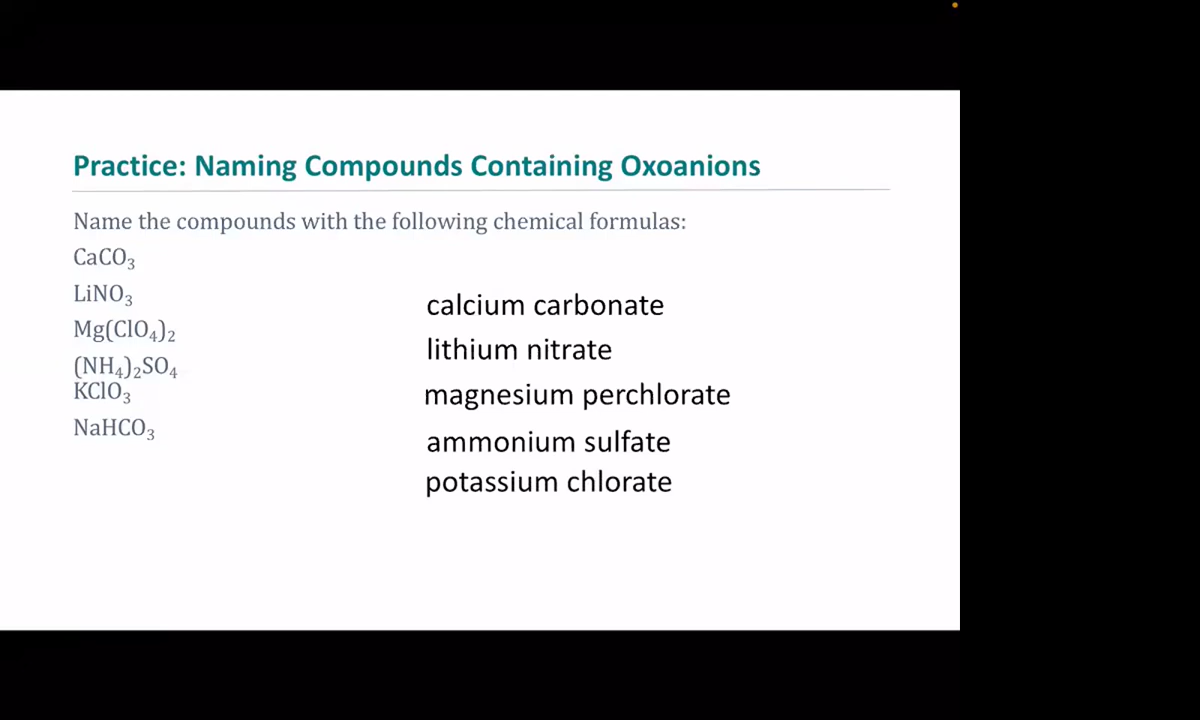 Practice: Naming Compounds Containing Oxoanions
Name the compounds with the following chemical formulas:
CaCO₃
LiNO₃
Mg(ClO₄)₂
(NH₄)₂SO₄
KClO₃
NaHCO₃
calcium carbonate
lithium nitrate
magnesium perchlorate
ammonium sulfate
potassium chlorate